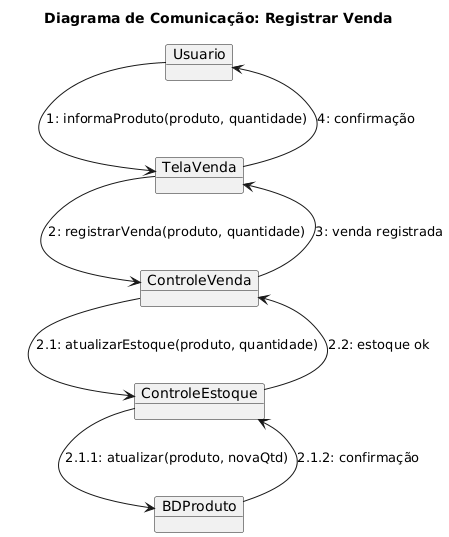 Diagrama de Comunicação: Registrar Venda
Usuario
1: informaProduto(produto, quantidade)
4: confirmação
TelaVenda
2: registrarVenda(produto, quantidade)
3: venda registrada
ControleVenda
2.1: atualizarEstoque(produto, quantidade)
2.2: estoque ok
ControleEstoque
2.1.1: atualizar(produto, novaQtd)
2.1.2: confirmação
BDProduto